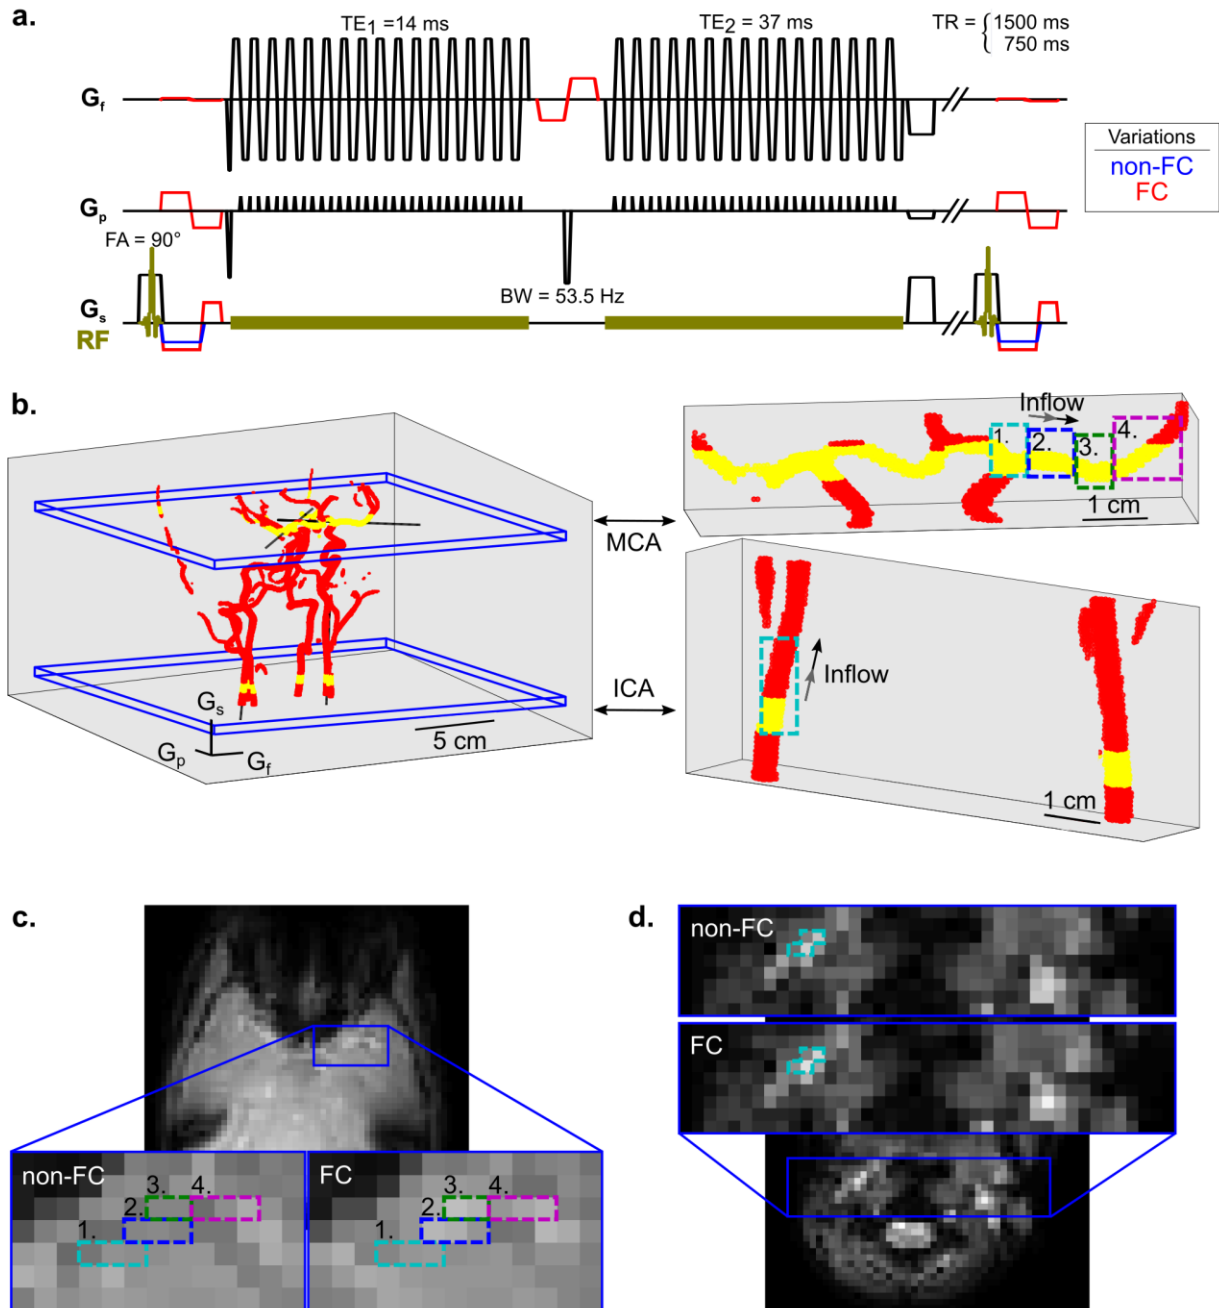 a.
TE1 =14 ms
TE2 = 37 ms
TR = { 1500 ms
750 ms
Gf
Variations
non-FC
FC
Gp
FA = 90°
BW = 53.5 Hz
Gs
RF
b.
Inflow
1.
2.
3.
4.
1 cm
MCA
ICA
Inflow
Gs
Gp
Gf
5 cm
1 cm
c.
d.
non-FC
FC
non-FC
3.
4.
2.
1.
FC
3.
4.
2.
1.